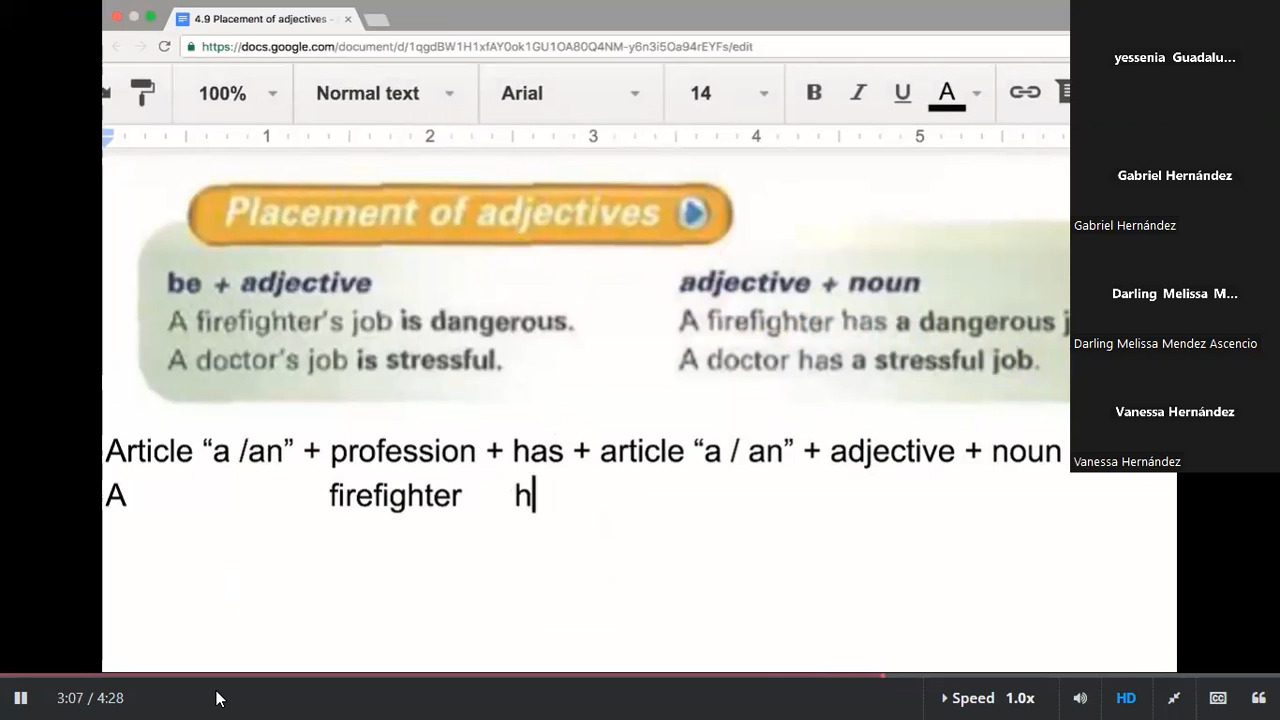 4.9 Placement of adjectives -
https://docs.google.com/document/d/1qgdBW1H1xfAY0ok1GU1OA80Q4NM-y6n3i5Oa94rEYFs/edit
100% Normal text Arial 14 B I U A
1 2 3 4 5
Placement of adjectives
be + adjective
A firefighter's job is dangerous.
A doctor's job is stressful.
adjective + noun
A firefighter has a dangerous j
A doctor has a stressful job.
Article “a /an” + profession + has + article “a / an” + adjective + noun
A firefighter h
yessenia Guadalu...
Gabriel Hernández
Gabriel Hernández
Darling Melissa M...
Darling Melissa Mendez Ascencio
Vanessa Hernández
Vanessa Hernández
3:07 / 4:28 Speed 1.0x HD CC